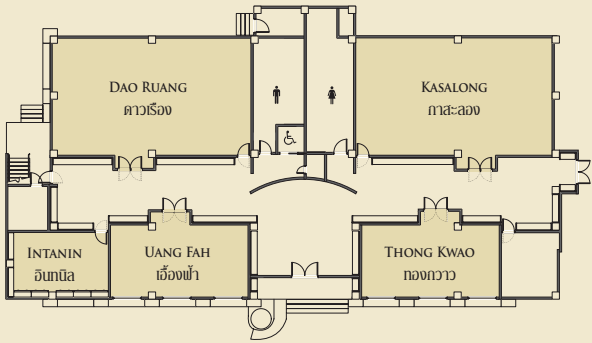 DAO RUANG
ดาวเรือง
KASALONG
กาสะลอง
INTANIN
อินทนิล
UANG FAH
เอื้องฟ้า
THONG KWAO
ทองกวาว